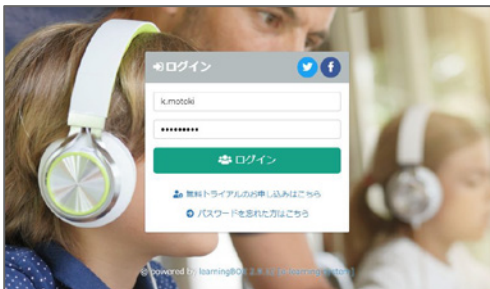 ログイン
k.motoki
•••••••••
ログイン
無料トライアルのお申し込みはこちら
パスワードを忘れた方はこちら
powered by learningBOX